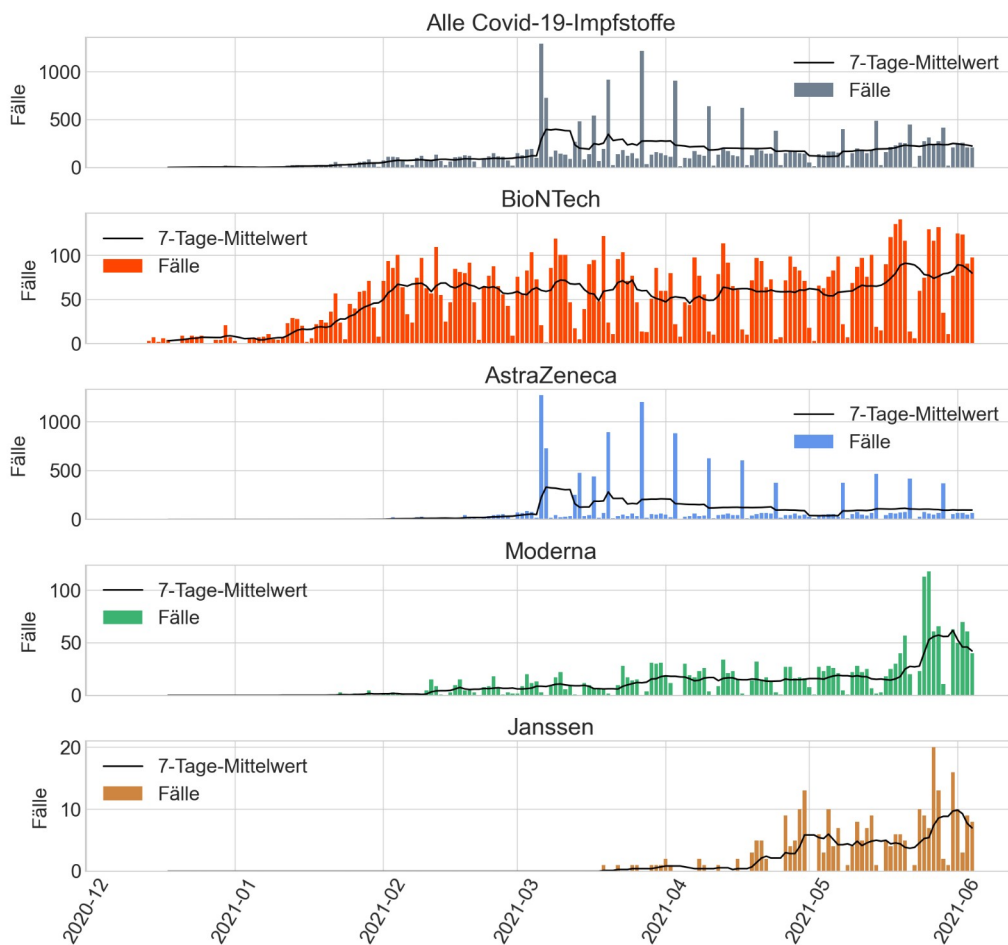 Alle Covid-19-Impfstoffe
Fälle
1000
500
0
7-Tage-Mittelwert
Fälle
BioNTech
Fälle
100
50
0
7-Tage-Mittelwert
Fälle
AstraZeneca
Fälle
1000
500
0
7-Tage-Mittelwert
Fälle
Moderna
Fälle
100
50
0
7-Tage-Mittelwert
Fälle
Janssen
Fälle
20
10
0
7-Tage-Mittelwert
Fälle
2020-12
2021-01
2021-02
2021-03
2021-04
2021-05
2021-06